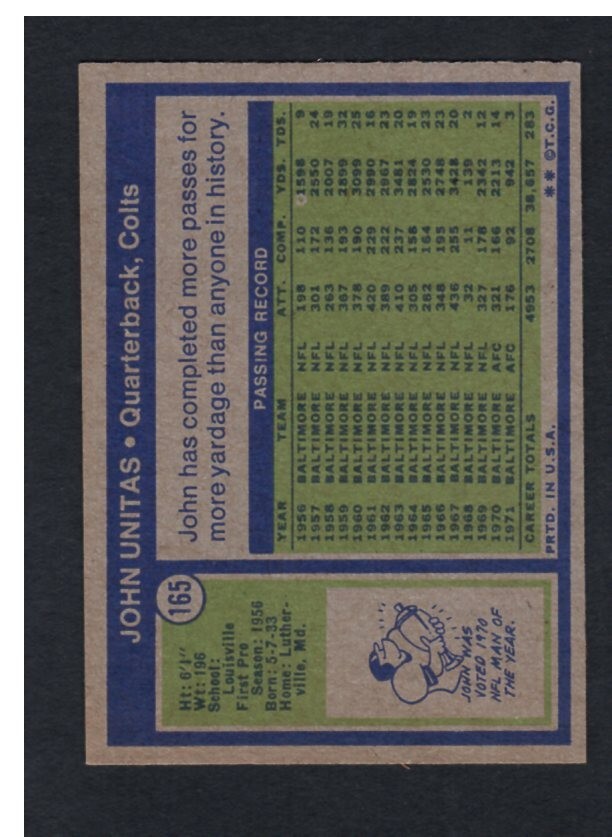 JOHN UNITAS • Quarterback, Colts
165
Ht: 6'1"
Wt: 196
School:
Louisville
First Pro
Season: 1956
Born: 5-7-33
Home: Luther-
ville, Md.
JOHN WAS
VOTED 1970
NFL MAN OF
THE YEAR.
John has completed more passes for
more yardage than anyone in history.
PASSING RECORD
YEAR TEAM ATT. COMP. YDS. TDS.
1956 BALTIMORE NFL 198 110 1598 9
1957 BALTIMORE NFL 301 172 2550 24
1958 BALTIMORE NFL 263 136 2007 19
1959 BALTIMORE NFL 367 193 2899 32
1960 BALTIMORE NFL 378 190 3099 25
1961 BALTIMORE NFL 420 229 2990 16
1962 BALTIMORE NFL 389 222 2967 23
1963 BALTIMORE NFL 410 237 3481 20
1964 BALTIMORE NFL 305 158 2824 19
1965 BALTIMORE NFL 282 164 2530 23
1966 BALTIMORE NFL 348 195 2748 23
1967 BALTIMORE NFL 436 255 3428 20
1968 BALTIMORE NFL 32 11 139 2
1969 BALTIMORE NFL 327 178 2342 12
1970 BALTIMORE AFC 321 166 2213 14
1971 BALTIMORE AFC 176 92 942 3
CAREER TOTALS 4953 2708 38,657 283
PRTD. IN U.S.A. ** ©T.C.G.